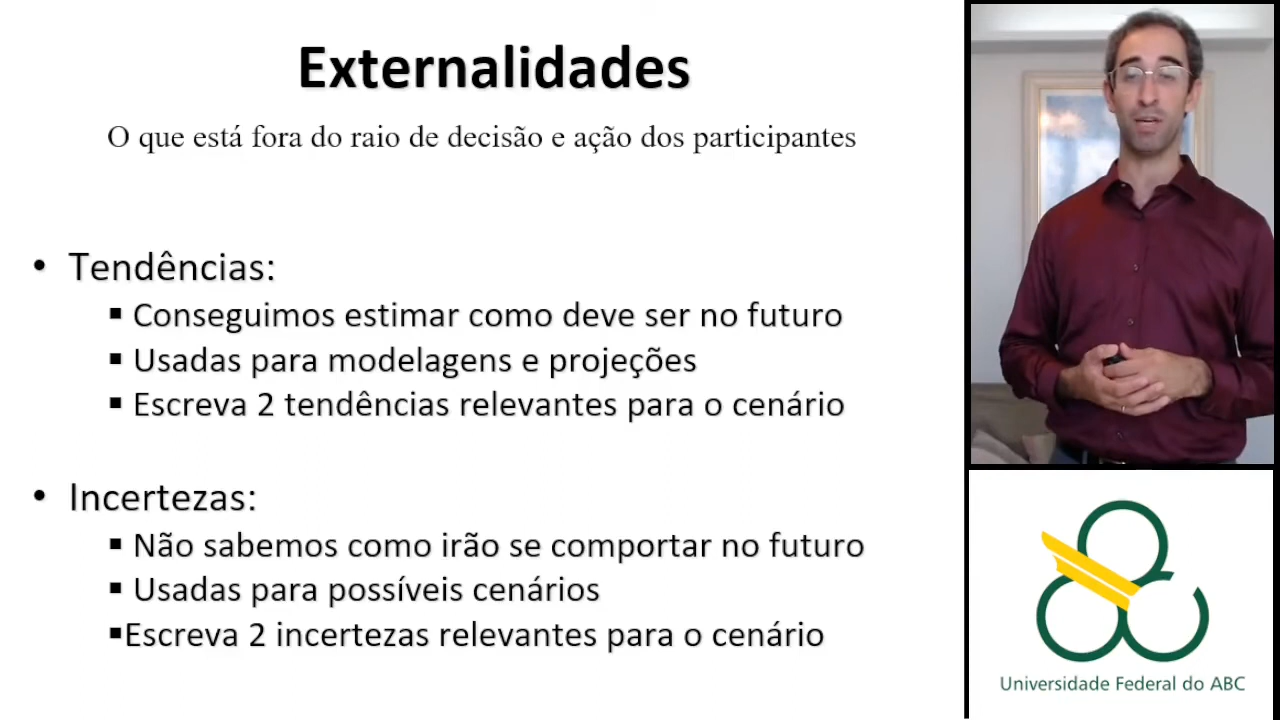 Externalidades
O que está fora do raio de decisão e ação dos participantes
• Tendências:
▪ Conseguimos estimar como deve ser no futuro
▪ Usadas para modelagens e projeções
▪ Escreva 2 tendências relevantes para o cenário
• Incertezas:
▪ Não sabemos como irão se comportar no futuro
▪ Usadas para possíveis cenários
▪Escreva 2 incertezas relevantes para o cenário
Universidade Federal do ABC